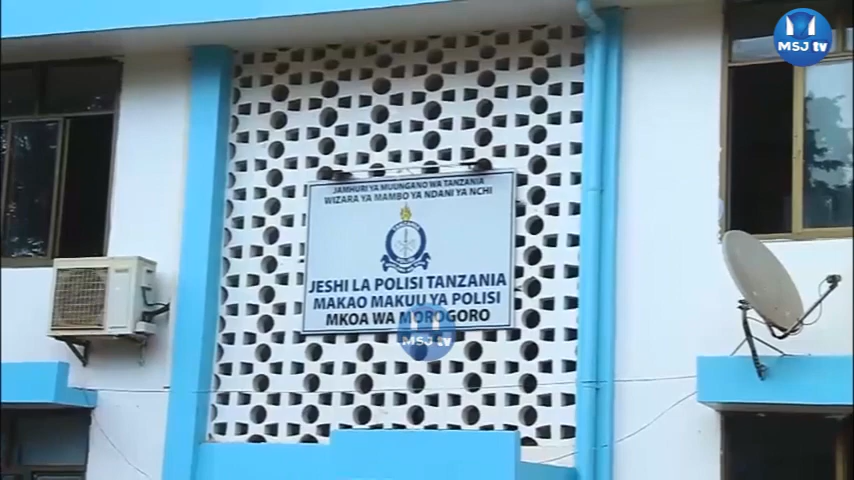 MSJ tv
JAMHURI YA MUUNGANO WA TANZANIA
WIZARA YA MAMBO YA NDANI YA NCHI
JESHI LA POLISI TANZANIA
MAKAO MAKUU YA POLISI
MKOA WA MOROGORO
MSJ tv